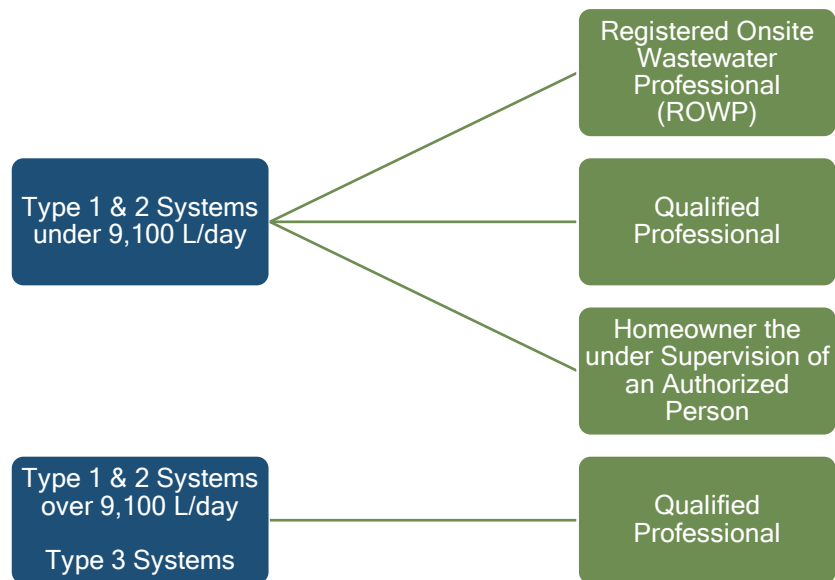 Registered Onsite
Wastewater
Professional
(ROWP)
Type 1 & 2 Systems
under 9,100 L/day
Qualified
Professional
Homeowner the
under Supervision of
an Authorized
Person
Type 1 & 2 Systems
over 9,100 L/day
Type 3 Systems
Qualified
Professional